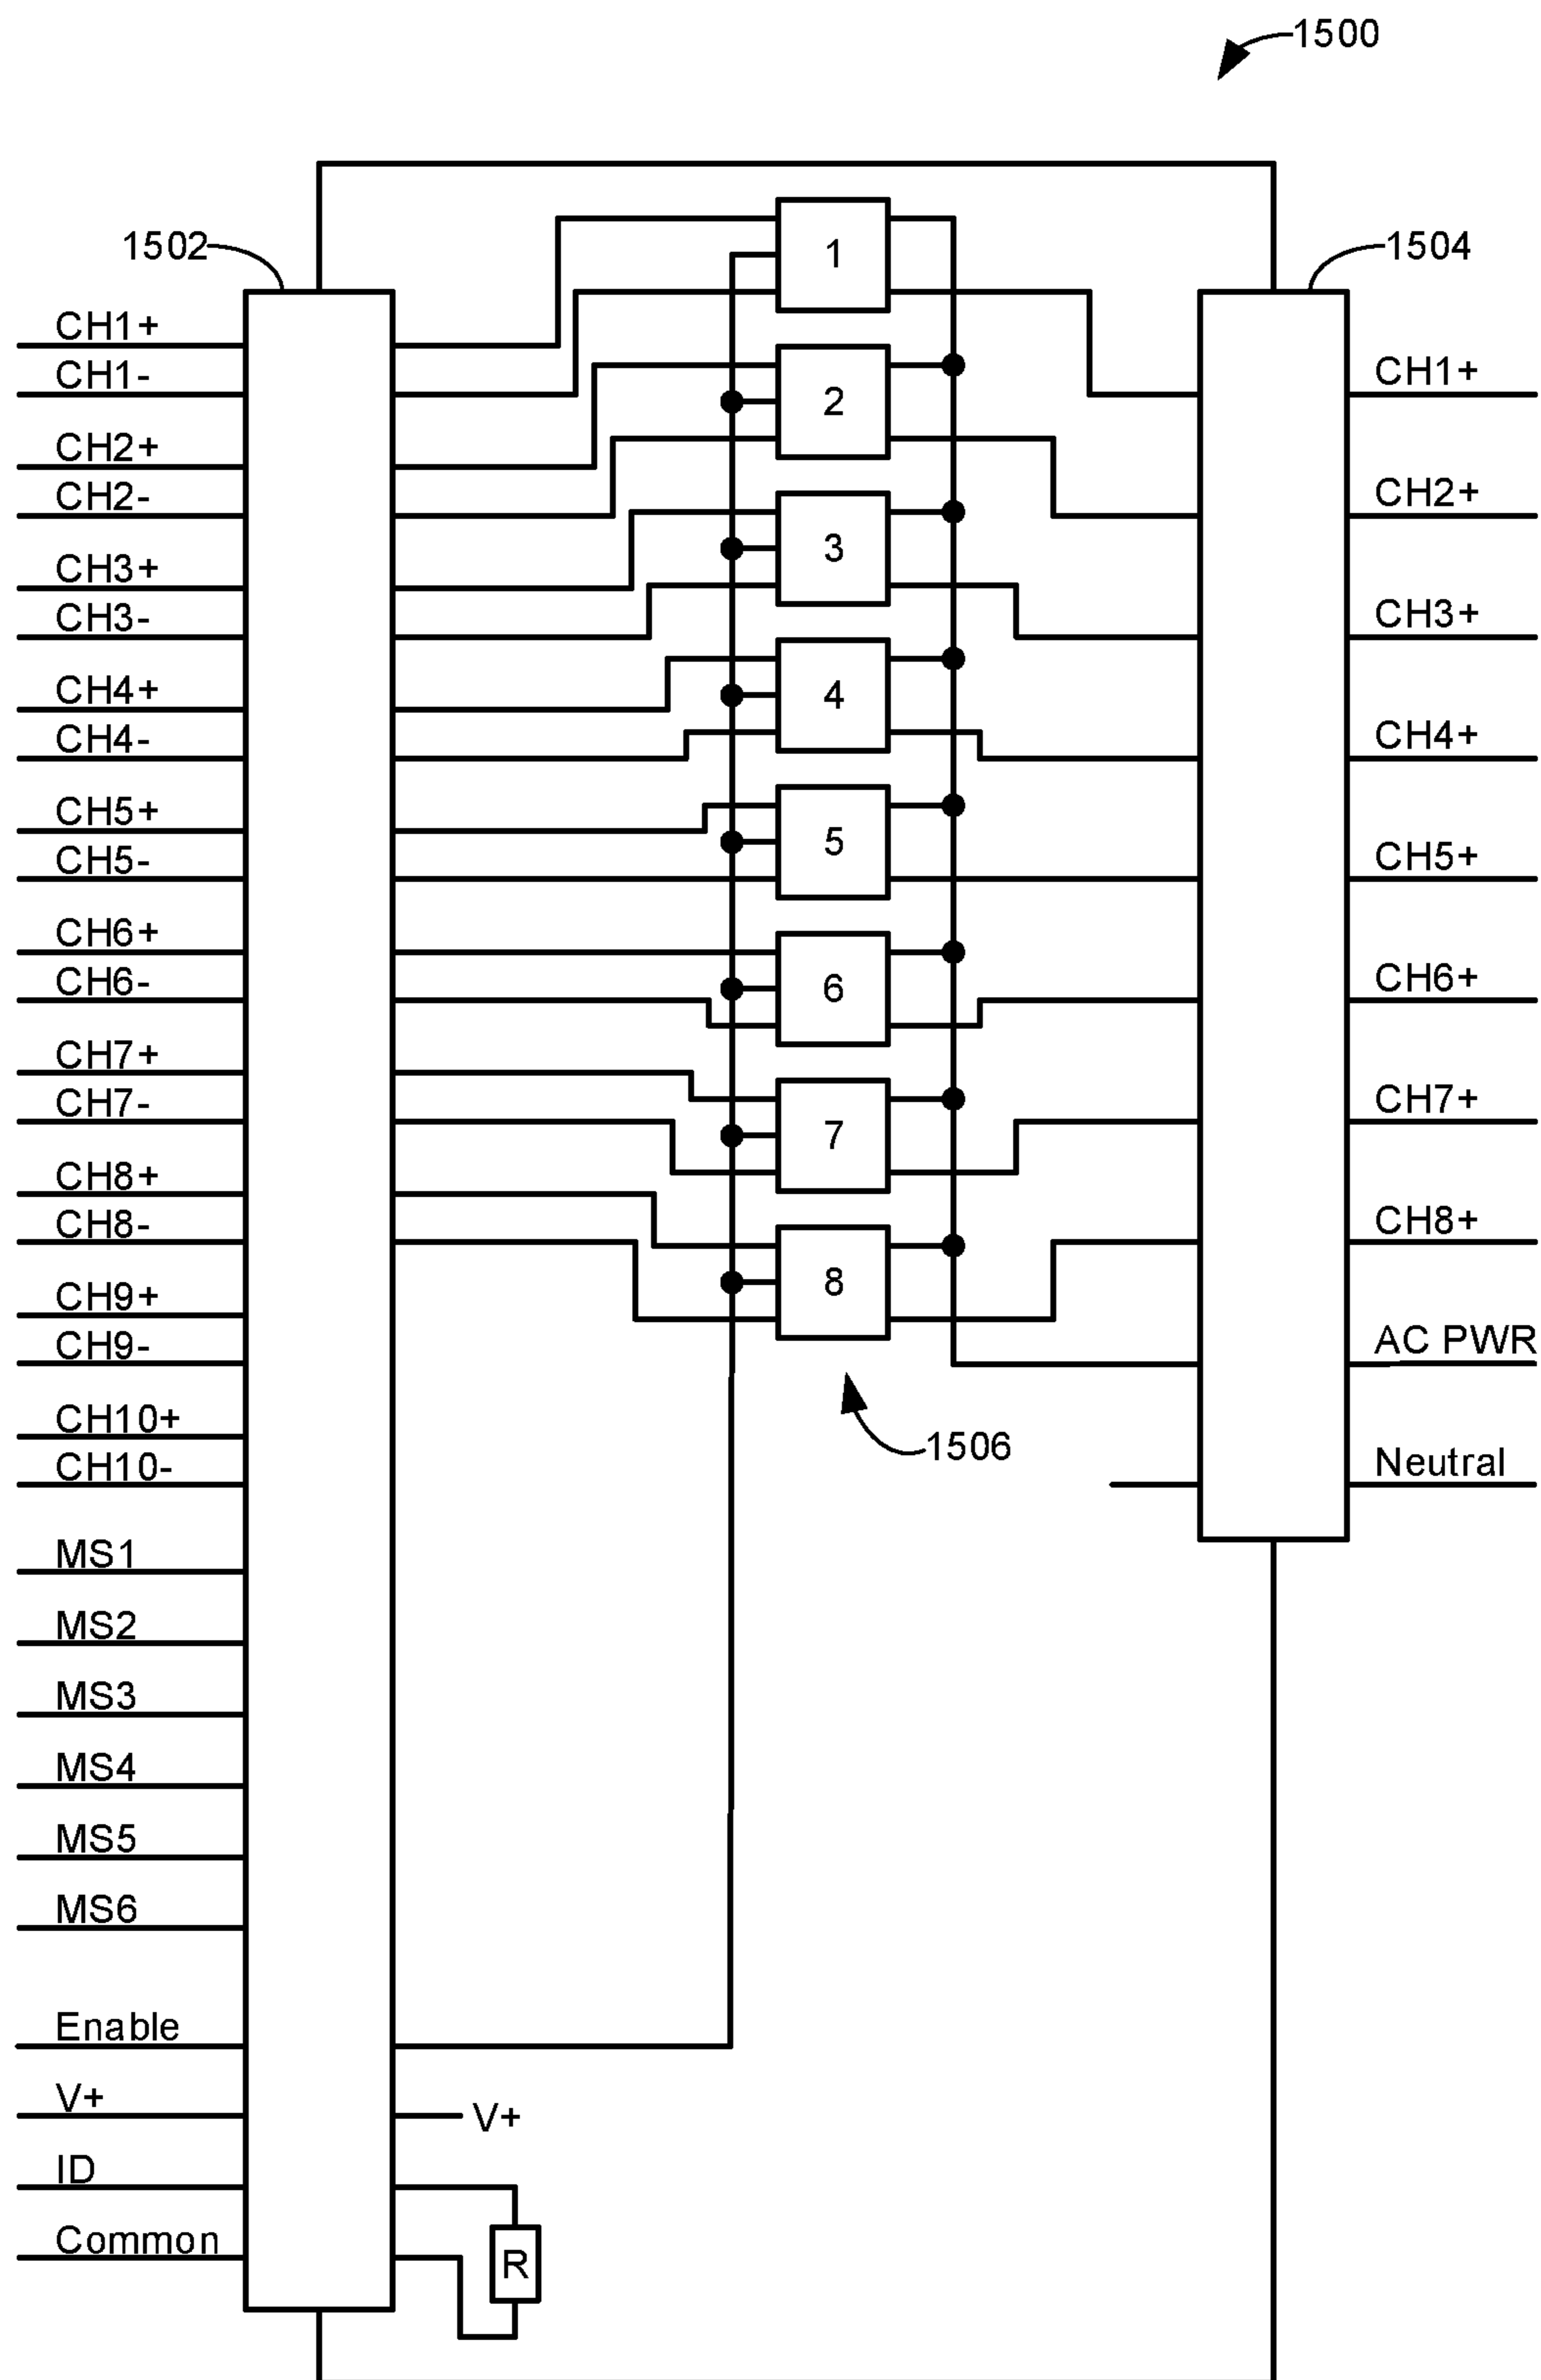 1500
1502
1504
CH1+
CH1-
CH2+
CH2-
CH3+
CH3-
CH4+
CH4-
CH5+
CH5-
CH6+
CH6-
CH7+
CH7-
CH8+
CH8-
CH9+
CH9-
CH10+
CH10-
MS1
MS2
MS3
MS4
MS5
MS6
Enable
V+
ID
Common
V+
R
1
2
3
4
5
6
7
8
1506
CH1+
CH2+
CH3+
CH4+
CH5+
CH6+
CH7+
CH8+
AC PWR
Neutral